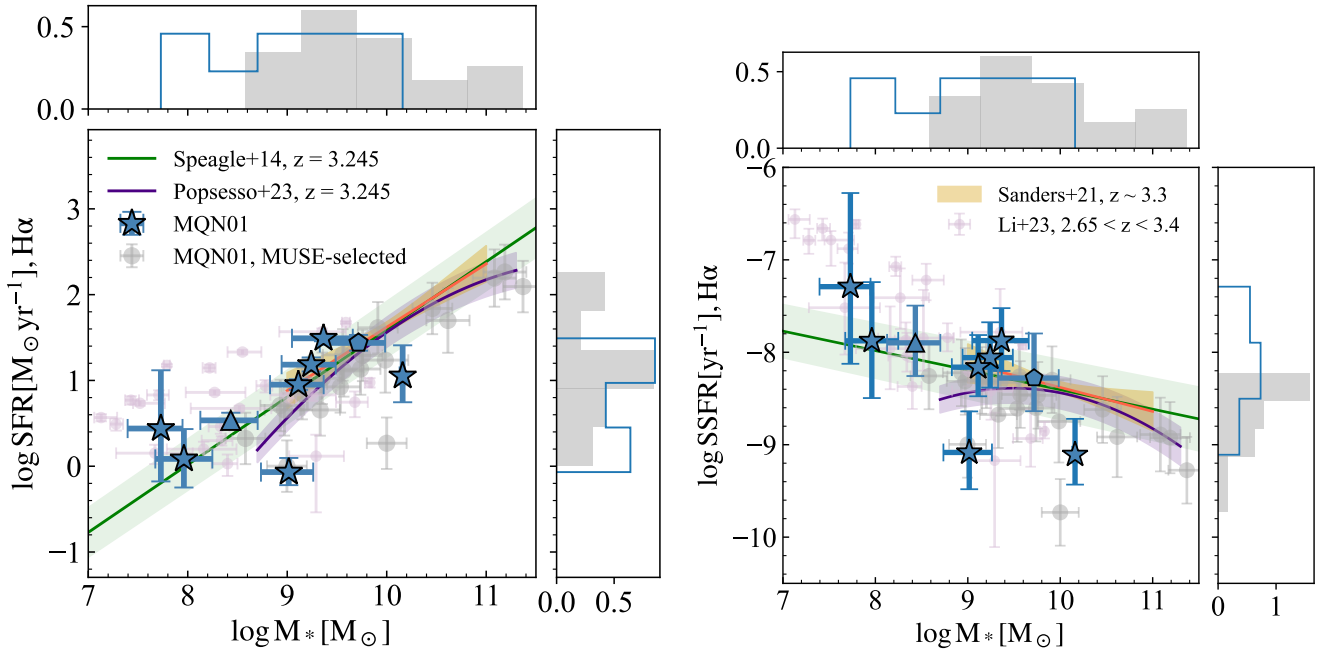 0.5
0.0
Speagle+14, z = 3.245
Popsesso+23, z = 3.245
MQN01
MQN01, MUSE-selected
3
2
1
0
−1
log SFR[M⊙yr⁻¹], Hα
7 8 9 10 11
log M*[M⊙]
0.0 0.5
0.5
0.0
Sanders+21, z ~ 3.3
Li+23, 2.65 < z < 3.4
−6
−7
−8
−9
−10
log SSFR[yr⁻¹], Hα
7 8 9 10 11
log M*[M⊙]
0 1